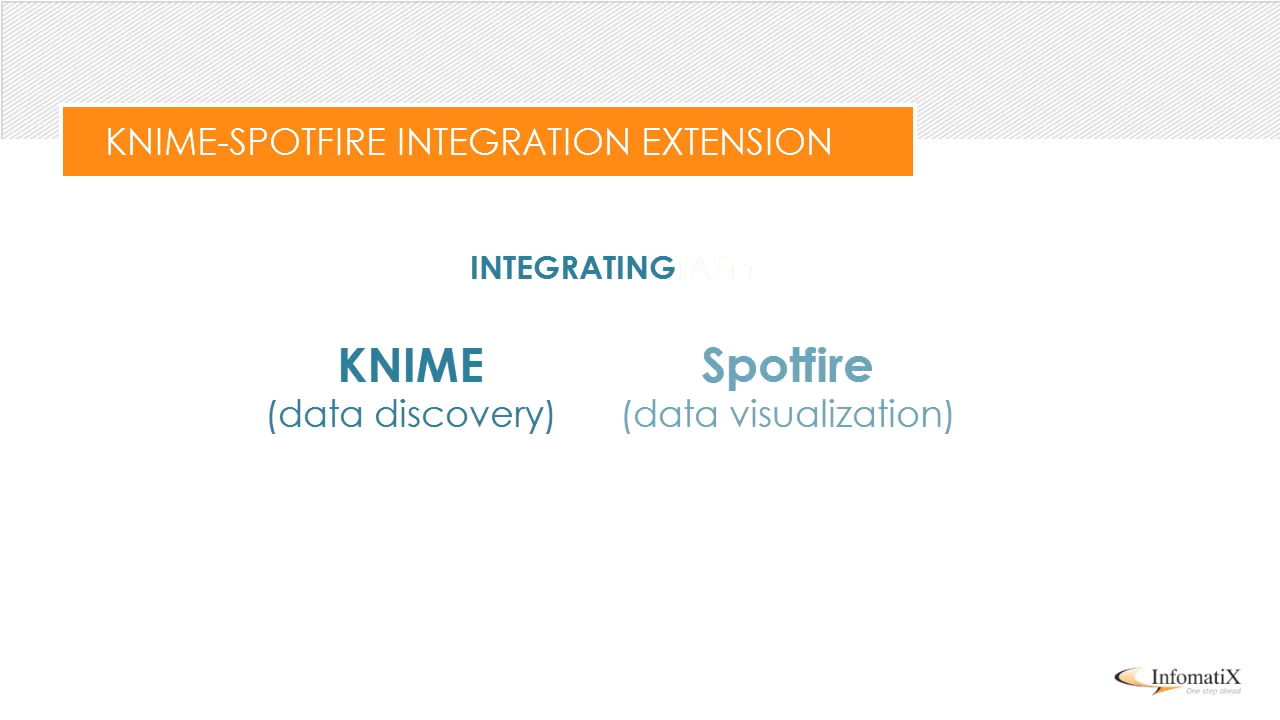 KNIME-SPOTFIRE INTEGRATION EXTENSION
INTEGRATING
KNIME
(data discovery)
Spotfire
(data visualization)
InfomatiX
One step ahead